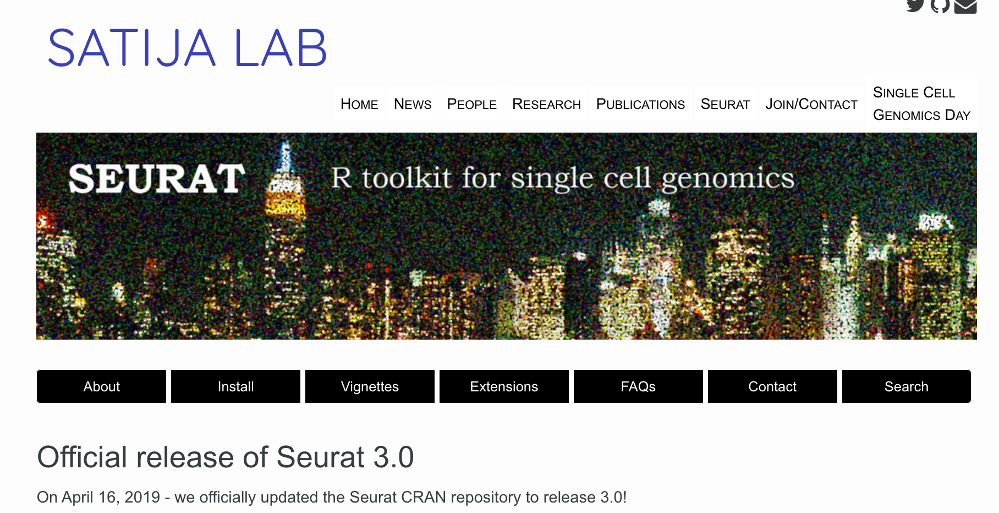 SATIJA LAB
HOME NEWS PEOPLE RESEARCH PUBLICATIONS SEURAT JOIN/CONTACT SINGLE CELL
GENOMICS DAY
SEURAT R toolkit for single cell genomics
About Install Vignettes Extensions FAQs Contact Search
Official release of Seurat 3.0
On April 16, 2019 - we officially updated the Seurat CRAN repository to release 3.0!